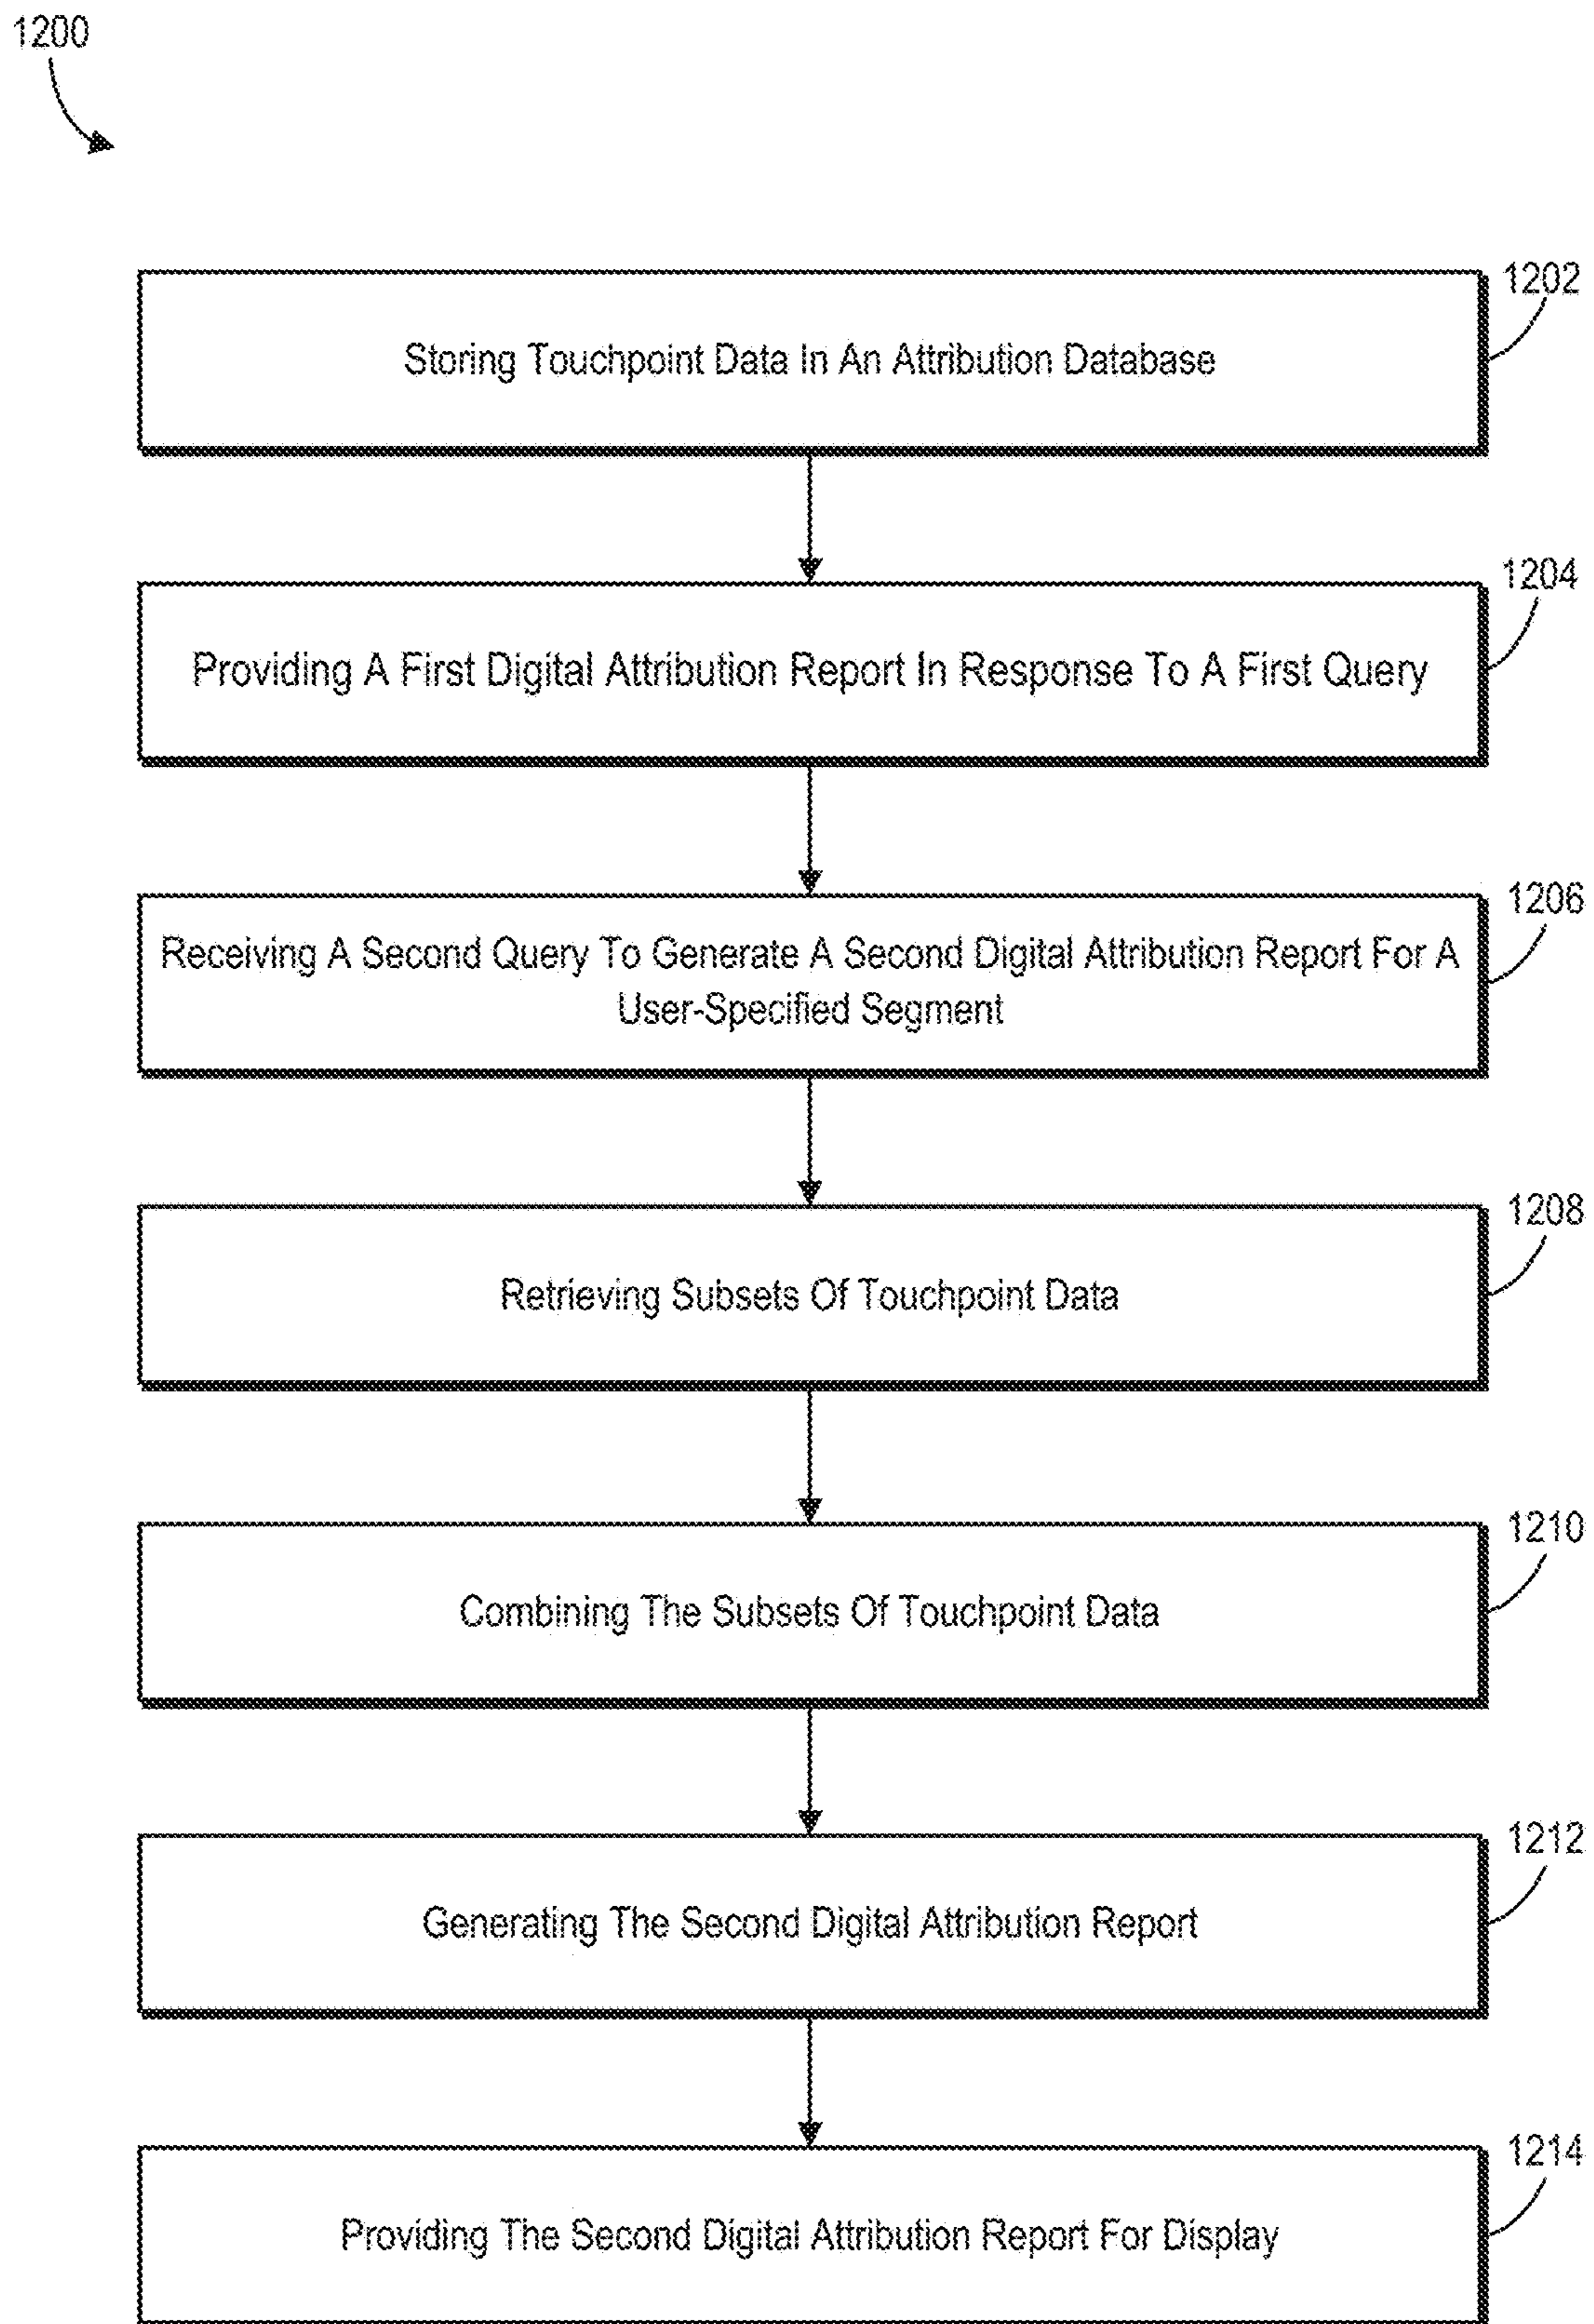 1200
1202
Storing Touchpoint Data In An Attribution Database
1204
Providing A First Digital Attribution Report In Response To A First Query
1206
Receiving A Second Query To Generate A Second Digital Attribution Report For A
User-Specified Segment
1208
Retrieving Subsets Of Touchpoint Data
1210
Combining The Subsets Of Touchpoint Data
1212
Generating The Second Digital Attribution Report
1214
Providing The Second Digital Attribution Report For Display